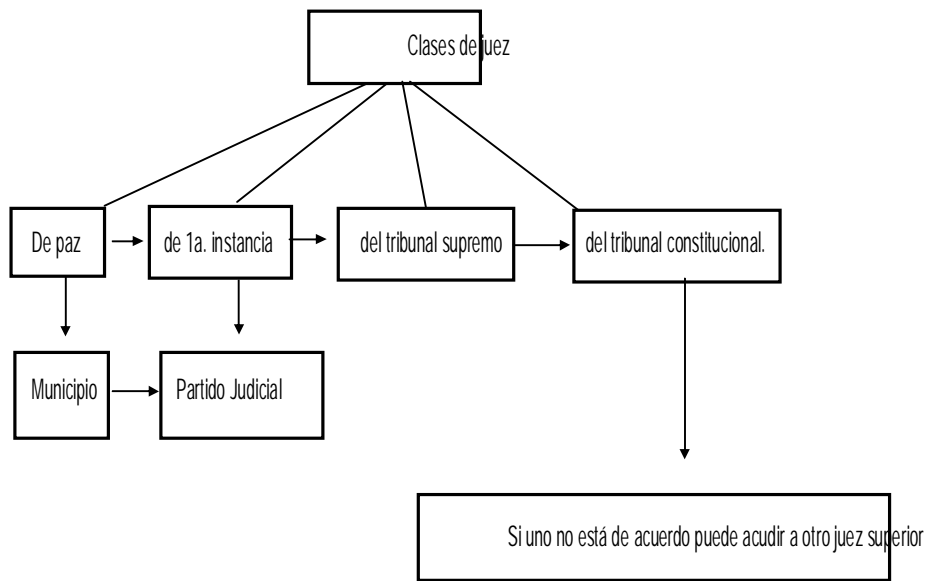 Clases de juez
De paz
de 1a. instancia
del tribunal supremo
del tribunal constitucional.
Municipio
Partido Judicial
Si uno no está de acuerdo puede acudir a otro juez superior